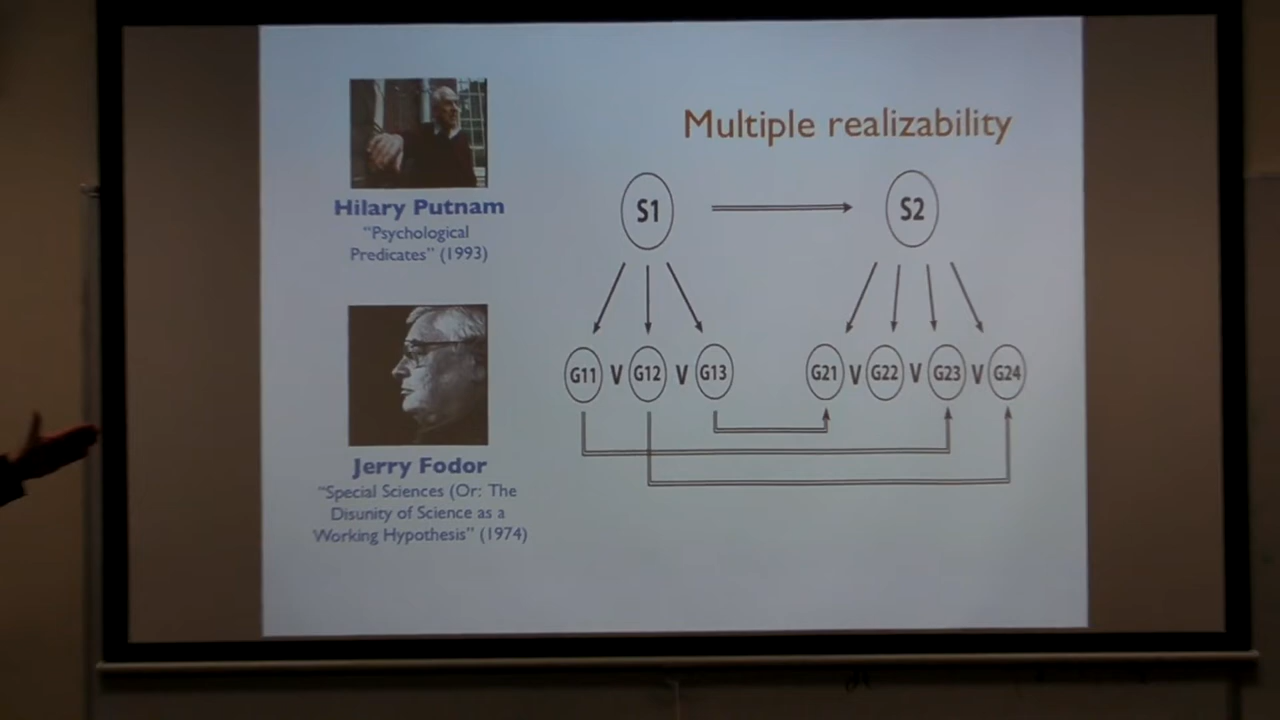 Multiple realizability
Hilary Putnam
“Psychological
Predicates” (1993)
Jerry Fodor
“Special Sciences (Or: The
Disunity of Science as a
Working Hypothesis” (1974)
S1 S2
G11 V G12 V G13 G21 V G22 V G23 V G24